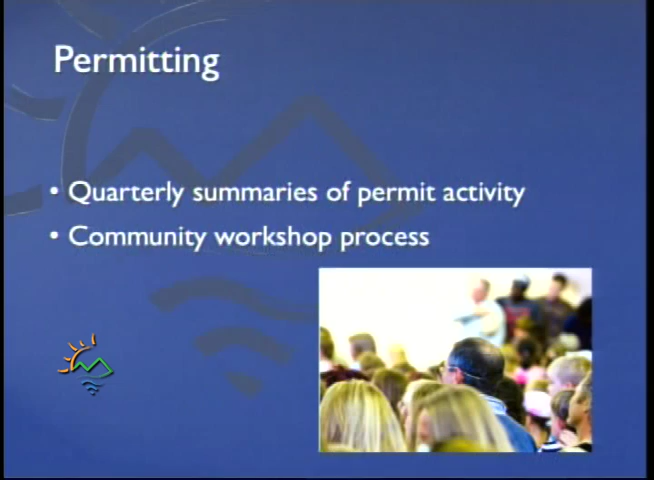 Permitting
• Quarterly summaries of permit activity
• Community workshop process